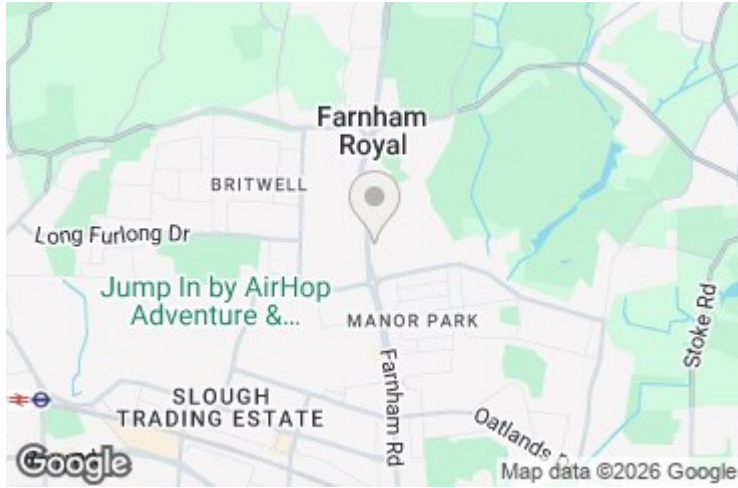 Farnham
Royal
BRITWELL
Long Furlong Dr
Jump In by AirHop
Adventure &...
MANOR PARK
Stoke Rd
Farnham Rd
SLOUGH
TRADING ESTATE
Oatlands
Google
Map data ©2026 Google